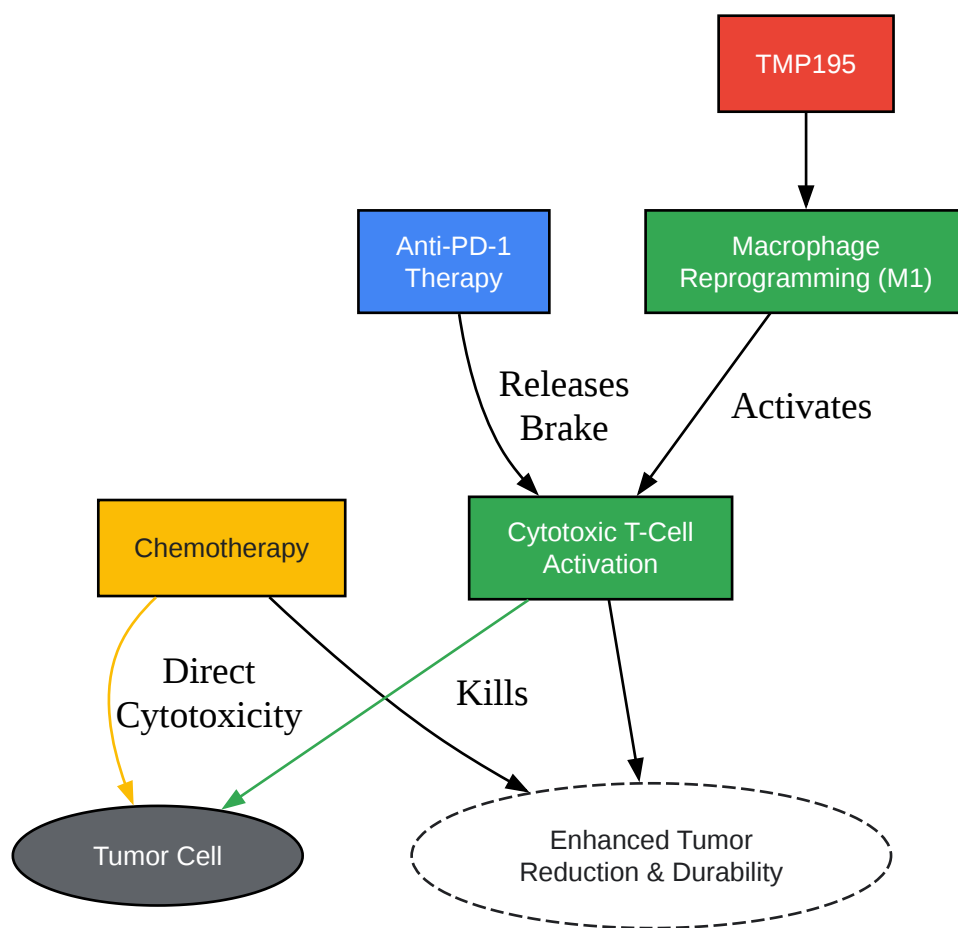 TMP195
Anti-PD-1
Therapy
Macrophage
Reprogramming (M1)
Releases
Brake
Activates
Chemotherapy
Cytotoxic T-Cell
Activation
Direct
Cytotoxicity
Kills
Tumor Cell
Enhanced Tumor
Reduction & Durability